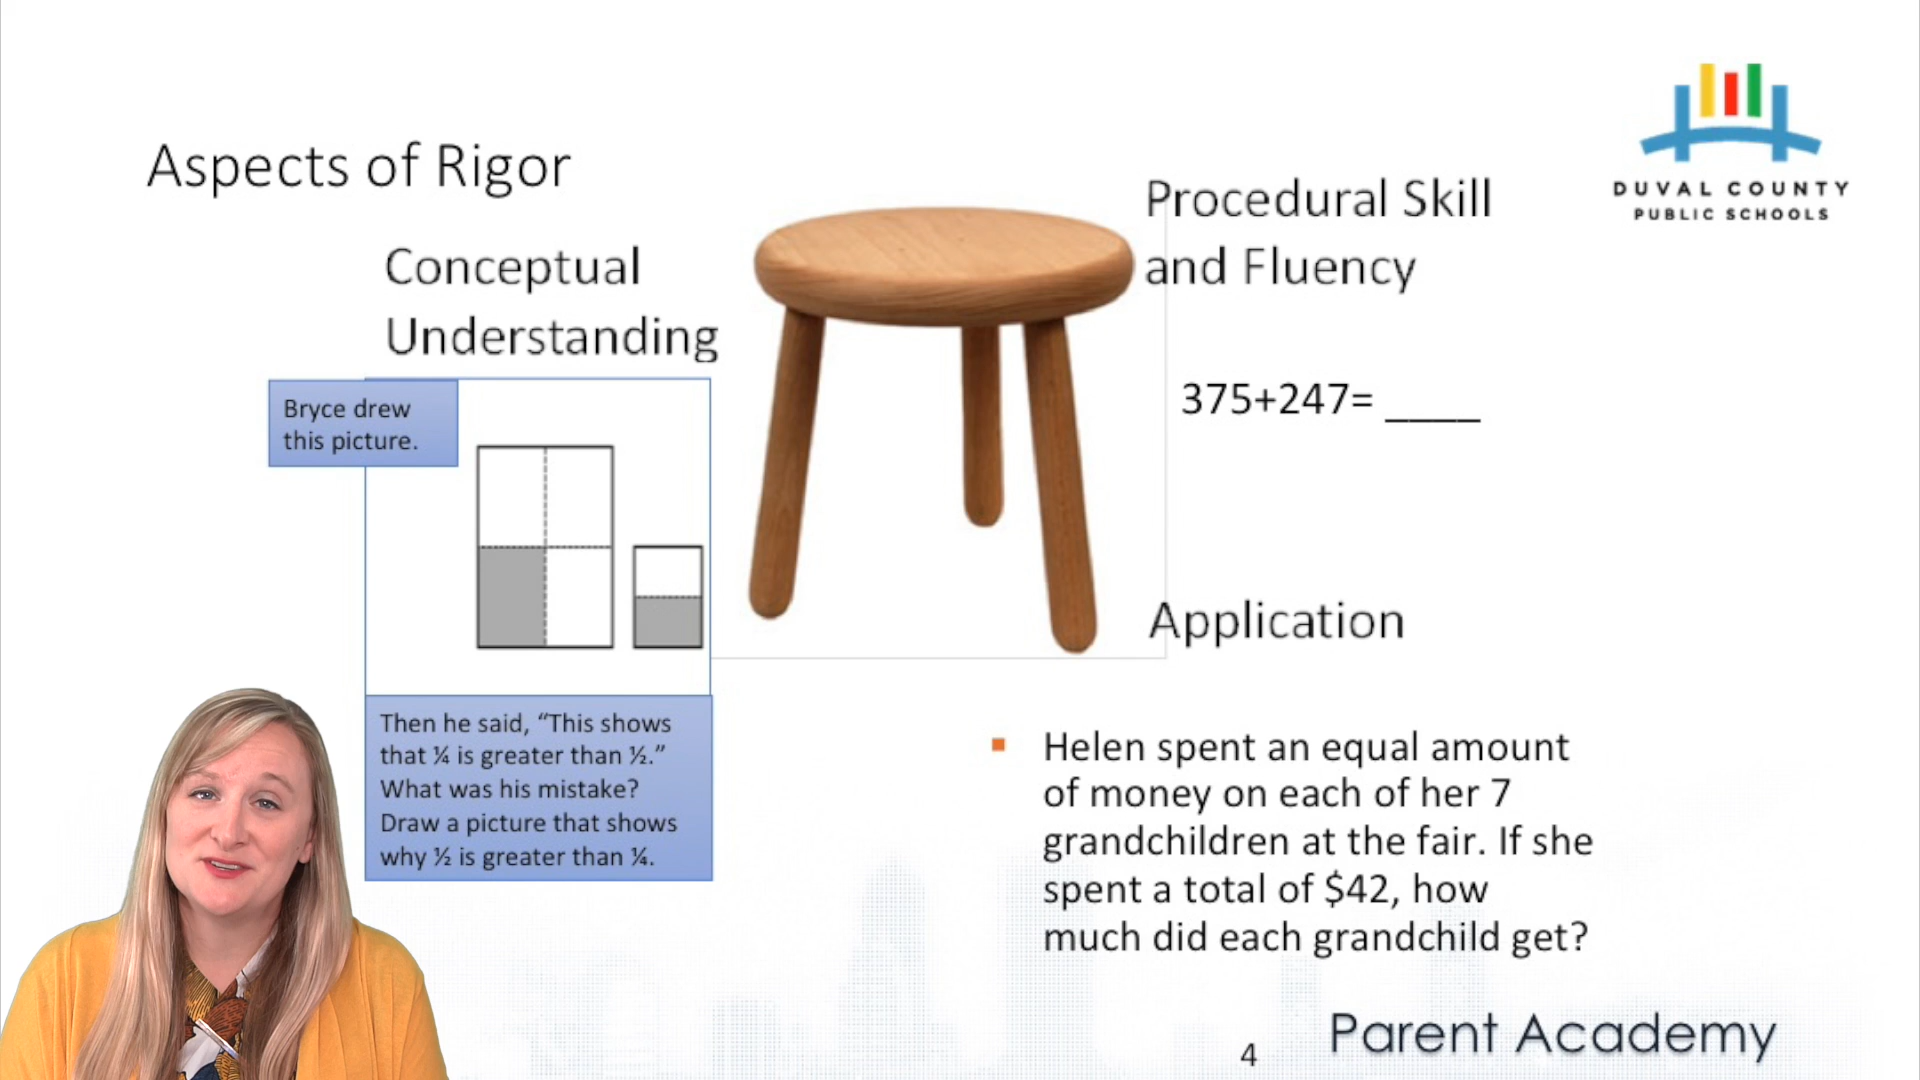 Aspects of Rigor
Conceptual
Understanding
Bryce drew
this picture.
Then he said, “This shows
that ¼ is greater than ½.”
What was his mistake?
Draw a picture that shows
why ½ is greater than ¼.
Procedural Skill
and Fluency
375+247= ____
Application
▪ Helen spent an equal amount
of money on each of her 7
grandchildren at the fair. If she
spent a total of $42, how
much did each grandchild get?
DUVAL COUNTY
PUBLIC SCHOOLS
4
Parent Academy